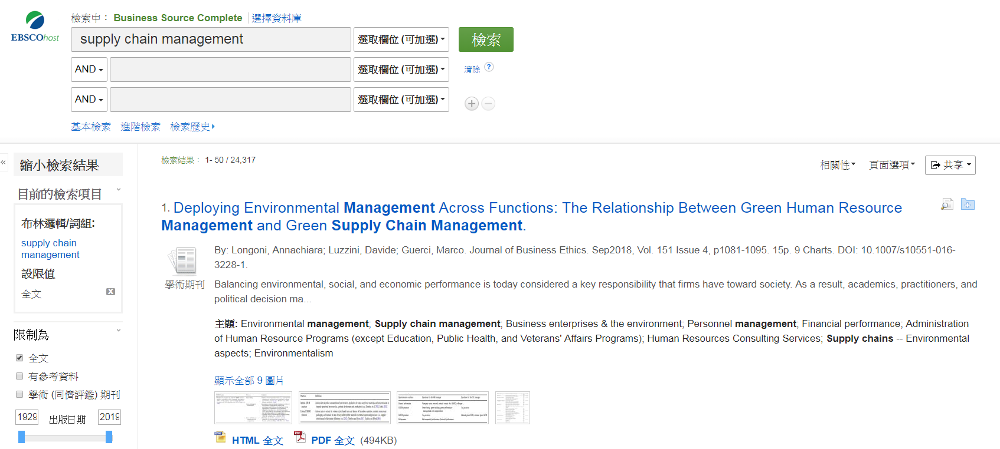 檢索中： Business Source Complete 選擇資料庫
EBSCOhost
supply chain management 選取欄位 (可加選) 檢索
AND 選取欄位 (可加選) 清除 ?
AND 選取欄位 (可加選)
基本檢索 進階檢索 檢索歷史
« 縮小檢索結果
目前的檢索項目
布林邏輯/詞組:
supply chain
management
設限值
全文 X
限制為
全文
有參考資料
學術 (同儕評鑑) 期刊
1929 出版日期 2019
檢索結果： 1- 50 / 24,317
相關性 頁面選項 共享
1. Deploying Environmental Management Across Functions: The Relationship Between Green Human Resource
Management and Green Supply Chain Management.
學術期刊
By: Longoni, Annachiara; Luzzini, Davide; Guerci, Marco. Journal of Business Ethics. Sep2018, Vol. 151 Issue 4, p1081-1095. 15p. 9 Charts. DOI: 10.1007/s10551-016-
3228-1.
Balancing environmental, social, and economic performance is today considered a key responsibility that firms have toward society. As a result, academics, practitioners, and
political decision ma...
主題: Environmental management; Supply chain management; Business enterprises & the environment; Personnel management; Financial performance; Administration
of Human Resource Programs (except Education, Public Health, and Veterans' Affairs Programs); Human Resources Consulting Services; Supply chains -- Environmental
aspects; Environmentalism
顯示全部 9 圖片
HTML 全文 PDF 全文 (494KB)